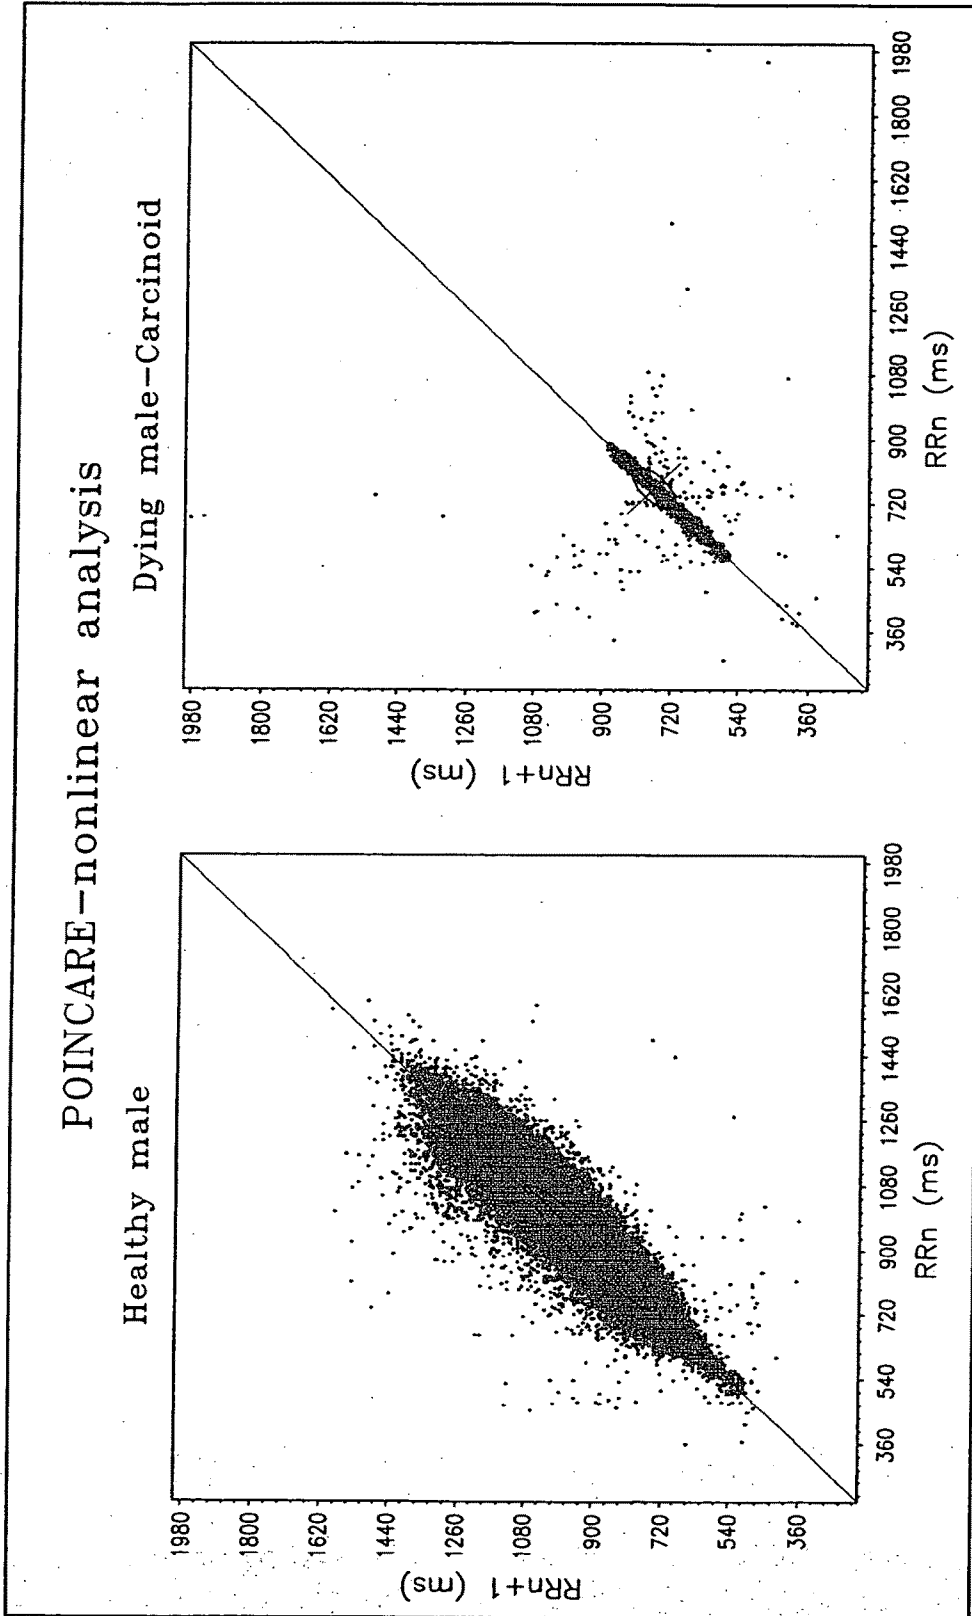 POINCARE-nonlinear analysis
Healthy male
RRn+1 (ms)
1980
1800
1620
1440
1260
1080
900
720
540
360
360 540 720 900 1080 1260 1440 1620 1800 1980
RRn (ms)
Dying male-Carcinoid
RRn+1 (ms)
1980
1800
1620
1440
1260
1080
900
720
540
360
360 540 720 900 1080 1260 1440 1620 1800 1980
RRn (ms)